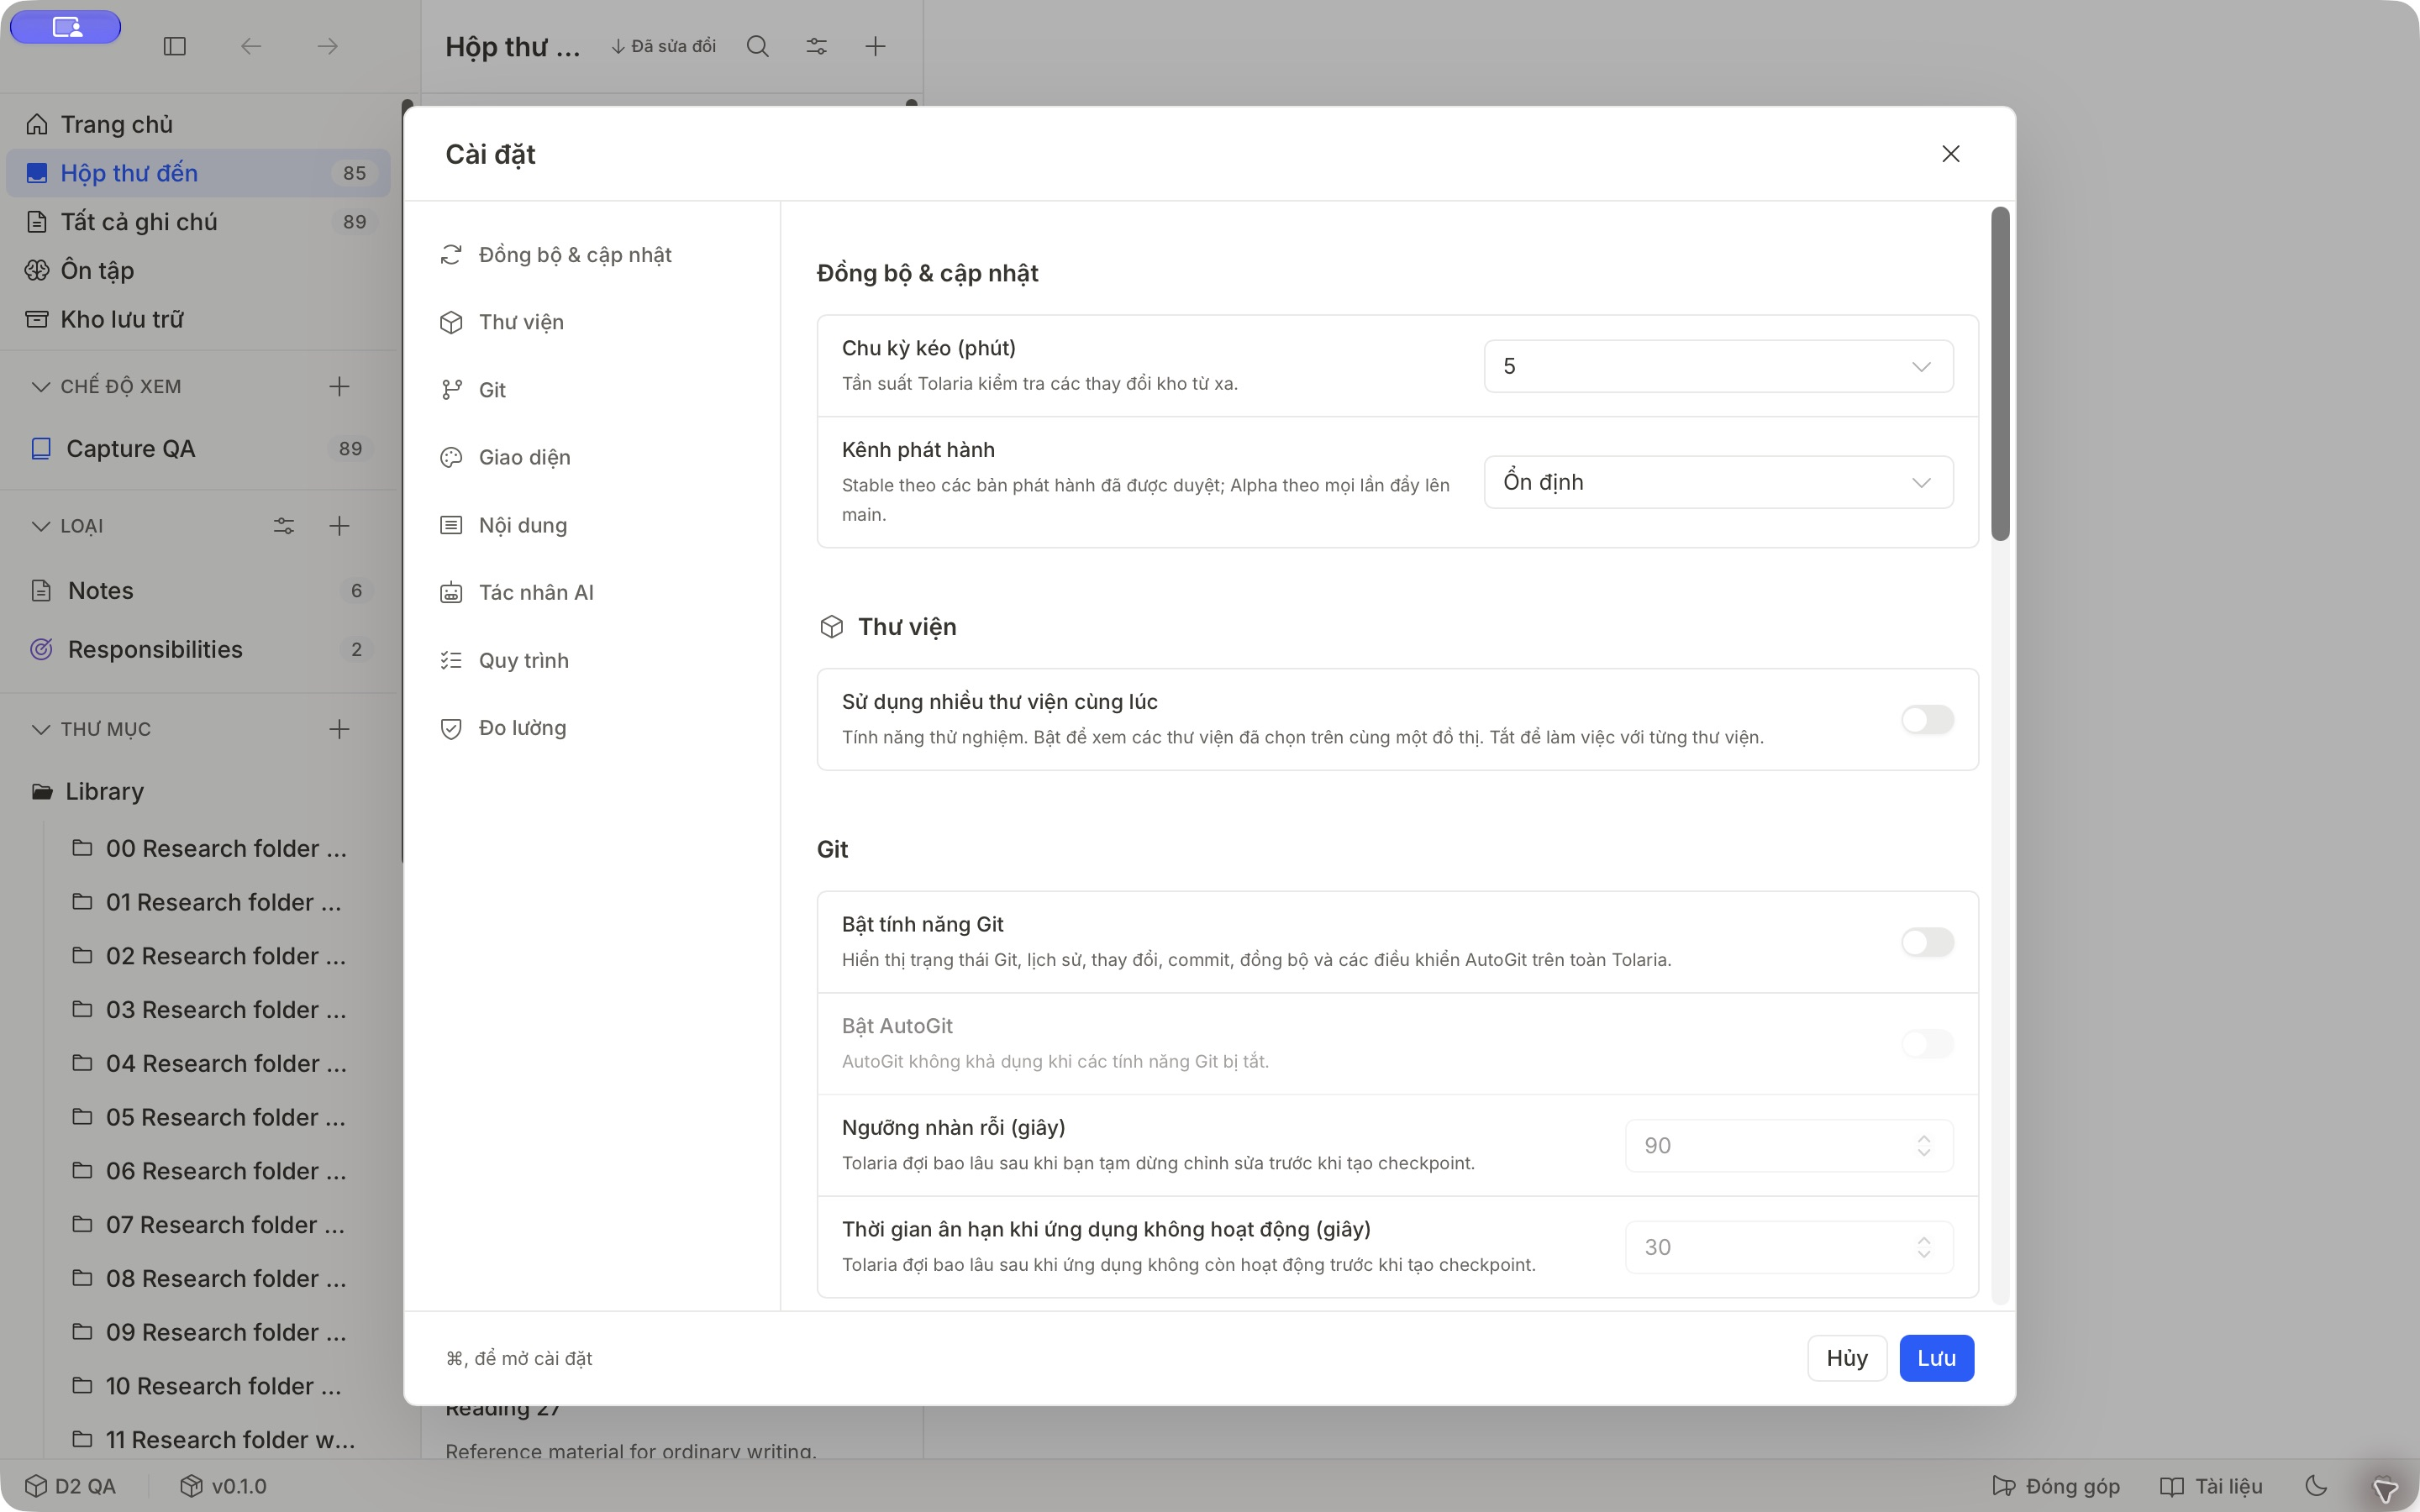 Hộp thư ...
Đã sửa đổi
Trang chủ
Hộp thư đến
85
Tất cả ghi chú
89
Ôn tập
Kho lưu trữ
CHẾ ĐỘ XEM
Capture QA
89
LOẠI
Notes
6
Responsibilities
2
THƯ MỤC
Library
00 Research folder ...
01 Research folder ...
02 Research folder ...
03 Research folder ...
04 Research folder ...
05 Research folder ...
06 Research folder ...
07 Research folder ...
08 Research folder ...
09 Research folder ...
10 Research folder ...
11 Research folder w...
Cài đặt
Đồng bộ & cập nhật
Thư viện
Git
Giao diện
Nội dung
Tác nhân AI
Quy trình
Đo lường
Đồng bộ & cập nhật
Chu kỳ kéo (phút)
Tần suất Tolaria kiểm tra các thay đổi kho từ xa.
5
Kênh phát hành
Stable theo các bản phát hành đã được duyệt; Alpha theo mọi lần đẩy lên
main.
Ổn định
Thư viện
Sử dụng nhiều thư viện cùng lúc
Tính năng thử nghiệm. Bật để xem các thư viện đã chọn trên cùng một đồ thị. Tắt để làm việc với từng thư viện.
Git
Bật tính năng Git
Hiển thị trạng thái Git, lịch sử, thay đổi, commit, đồng bộ và các điều khiển AutoGit trên toàn Tolaria.
Bật AutoGit
AutoGit không khả dụng khi các tính năng Git bị tắt.
Ngưỡng nhàn rỗi (giây)
Tolaria đợi bao lâu sau khi bạn tạm dừng chỉnh sửa trước khi tạo checkpoint.
90
Thời gian ân hạn khi ứng dụng không hoạt động (giây)
Tolaria đợi bao lâu sau khi ứng dụng không còn hoạt động trước khi tạo checkpoint.
30
⌘, để mở cài đặt
Hủy
Lưu
Reading 27
Reference material for ordinary writing.
D2 QA
v0.1.0
Đóng góp
Tài liệu